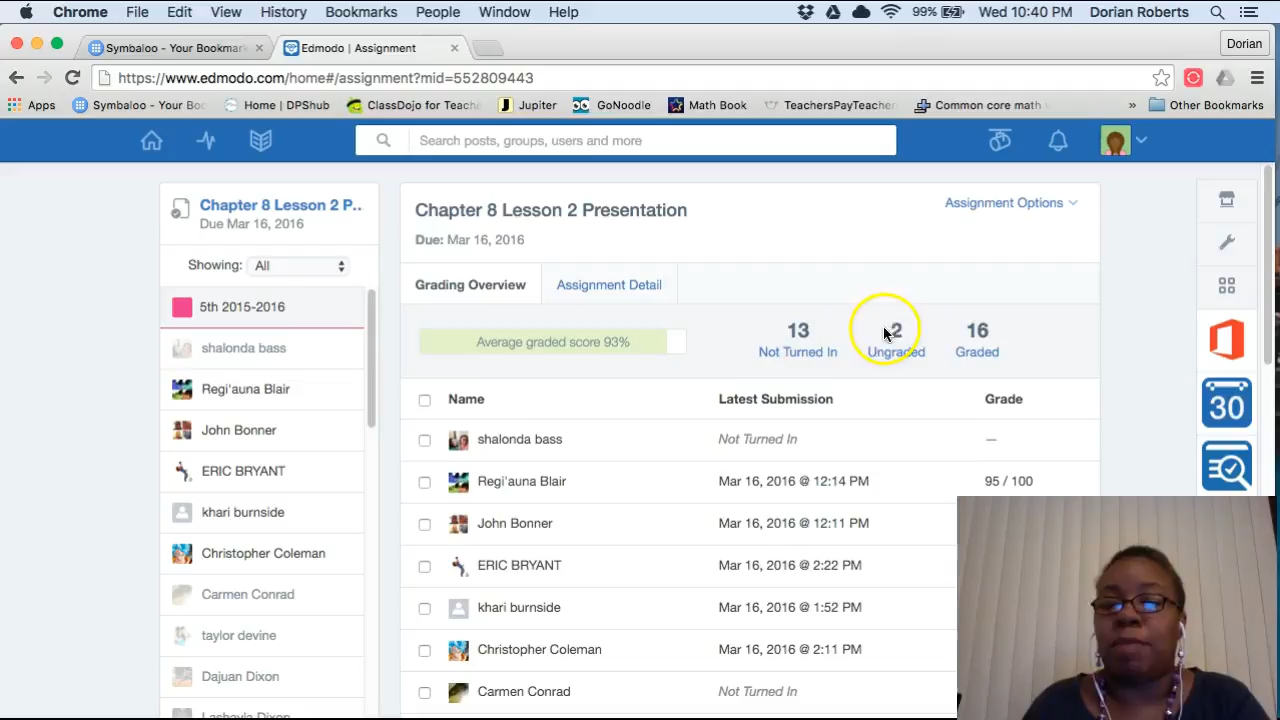 Chrome File Edit View History Bookmarks People Window Help 99% Wed 10:40 PM Dorian Roberts
Symbaloo - Your Bookmar
Edmodo | Assignment
Dorian
https://www.edmodo.com/home#/assignment?mid=552809443
Apps Symbaloo - Your Bo Home | DPShub ClassDojo for Teache Jupiter GoNoodle Math Book TeachersPayTeacher Common core math » Other Bookmarks
Search posts, groups, users and more
Chapter 8 Lesson 2 P..
Due Mar 16, 2016
Showing: All
5th 2015-2016
shalonda bass
Regi'auna Blair
John Bonner
ERIC BRYANT
khari burnside
Christopher Coleman
Carmen Conrad
taylor devine
Dajuan Dixon
Chapter 8 Lesson 2 Presentation
Assignment Options
Due: Mar 16, 2016
Grading Overview Assignment Detail
Average graded score 93%
13 2 16
Not Turned In Ungraded Graded
Name Latest Submission Grade
shalonda bass Not Turned In —
Regi'auna Blair Mar 16, 2016 @ 12:14 PM 95 / 100
John Bonner Mar 16, 2016 @ 12:11 PM
ERIC BRYANT Mar 16, 2016 @ 2:22 PM
khari burnside Mar 16, 2016 @ 1:52 PM
Christopher Coleman Mar 16, 2016 @ 2:11 PM
Carmen Conrad Not Turned In
30